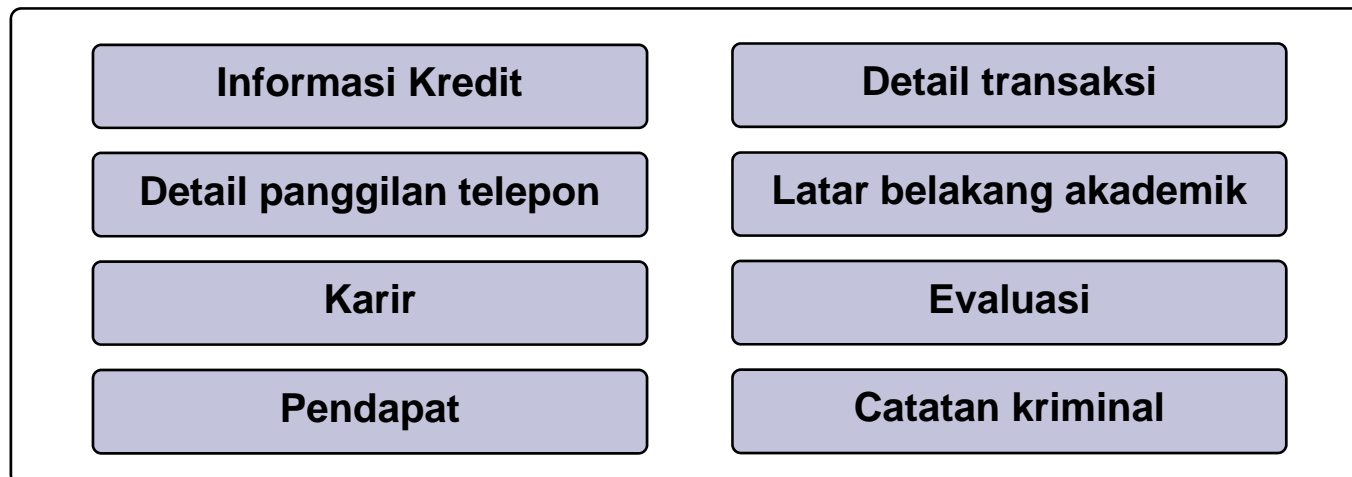 Informasi Kredit
Detail transaksi
Detail panggilan telepon
Latar belakang akademik
Karir
Evaluasi
Pendapat
Catatan kriminal